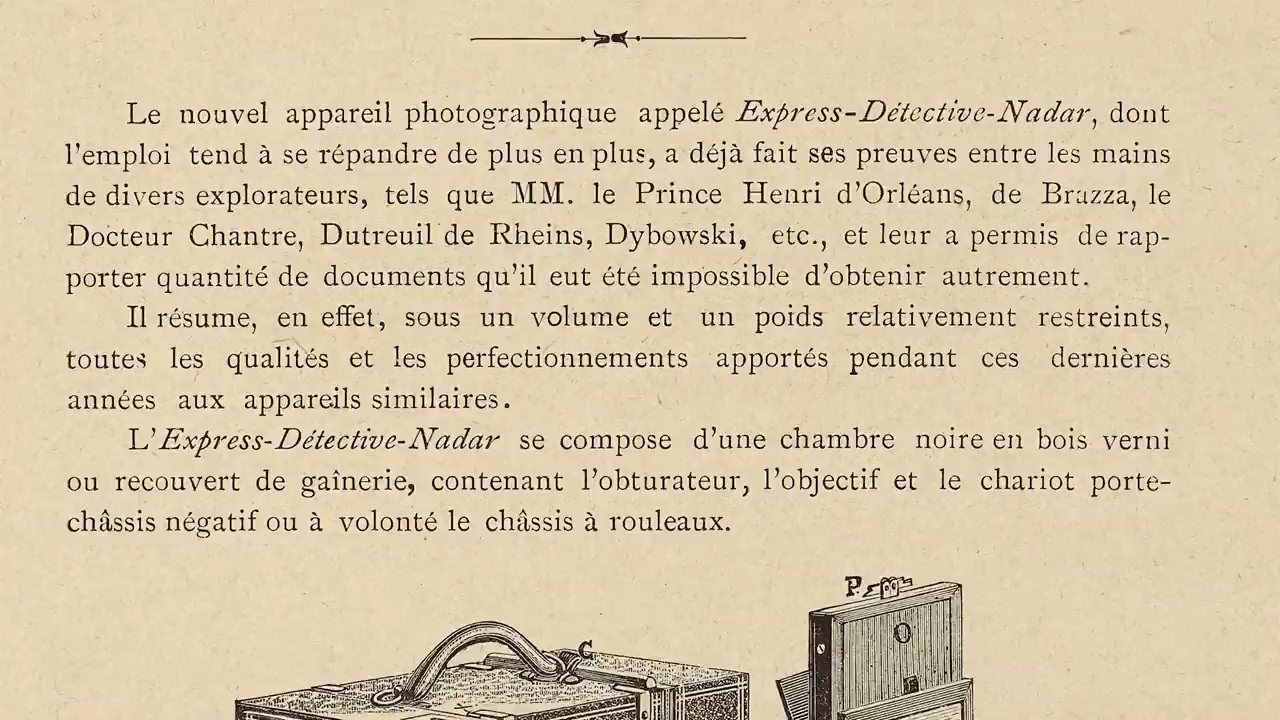 Le nouvel appareil photographique appelé Express-Détective-Nadar, dont
l'emploi tend à se répandre de plus en plus, a déjà fait ses preuves entre les mains
de divers explorateurs, tels que MM. le Prince Henri d'Orléans, de Brazza, le
Docteur Chantre, Dutreuil de Rheins, Dybowski, etc., et leur a permis de rap-
porter quantité de documents qu'il eut été impossible d'obtenir autrement.
Il résume, en effet, sous un volume et un poids relativement restreints,
toutes les qualités et les perfectionnements apportés pendant ces dernières
années aux appareils similaires.
L'Express-Détective-Nadar se compose d'une chambre noire en bois verni
ou recouvert de gaînerie, contenant l'obturateur, l'objectif et le chariot porte-
châssis négatif ou à volonté le châssis à rouleaux.
P
C
O